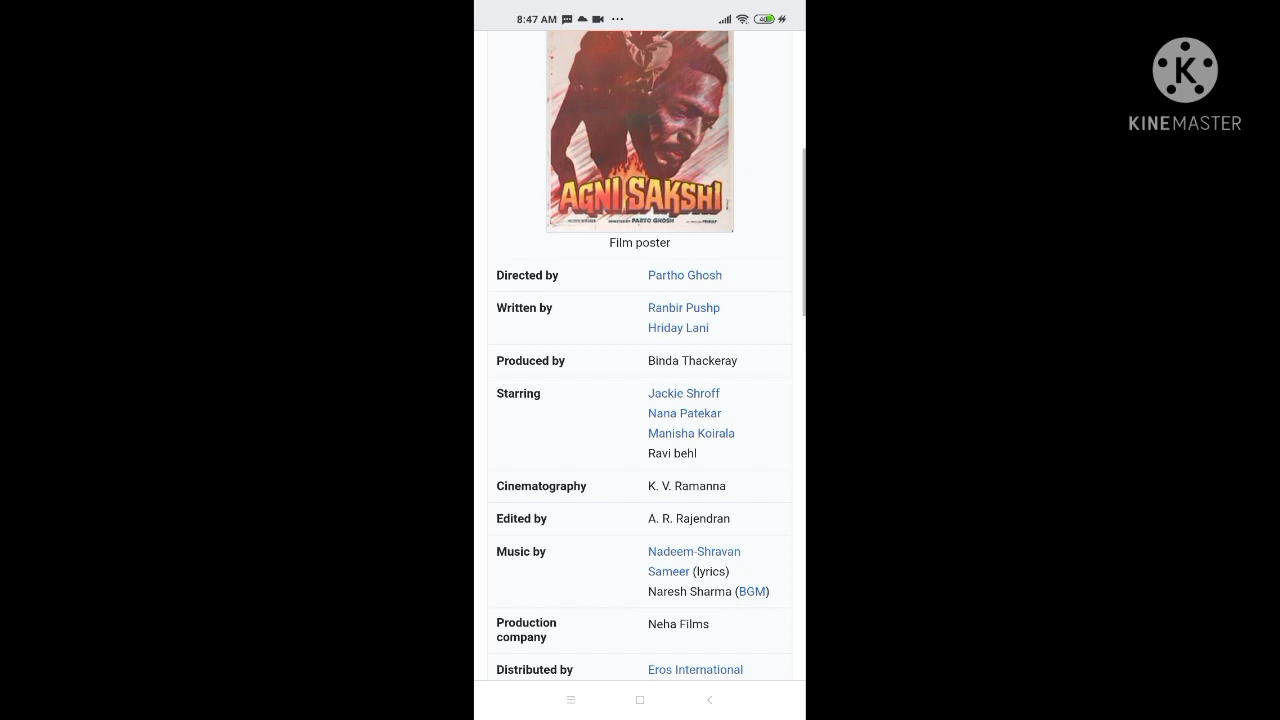 8:47 AM
40
K
KINEMASTER
AGNI SAKSHI
PARTO GHOSH
Film poster
Directed by Partho Ghosh
Written by Ranbir Pushp
Hriday Lani
Produced by Binda Thackeray
Starring Jackie Shroff
Nana Patekar
Manisha Koirala
Ravi behl
Cinematography K. V. Ramanna
Edited by A. R. Rajendran
Music by Nadeem-Shravan
Sameer (lyrics)
Naresh Sharma (BGM)
Production Neha Films
company
Distributed by Eros International